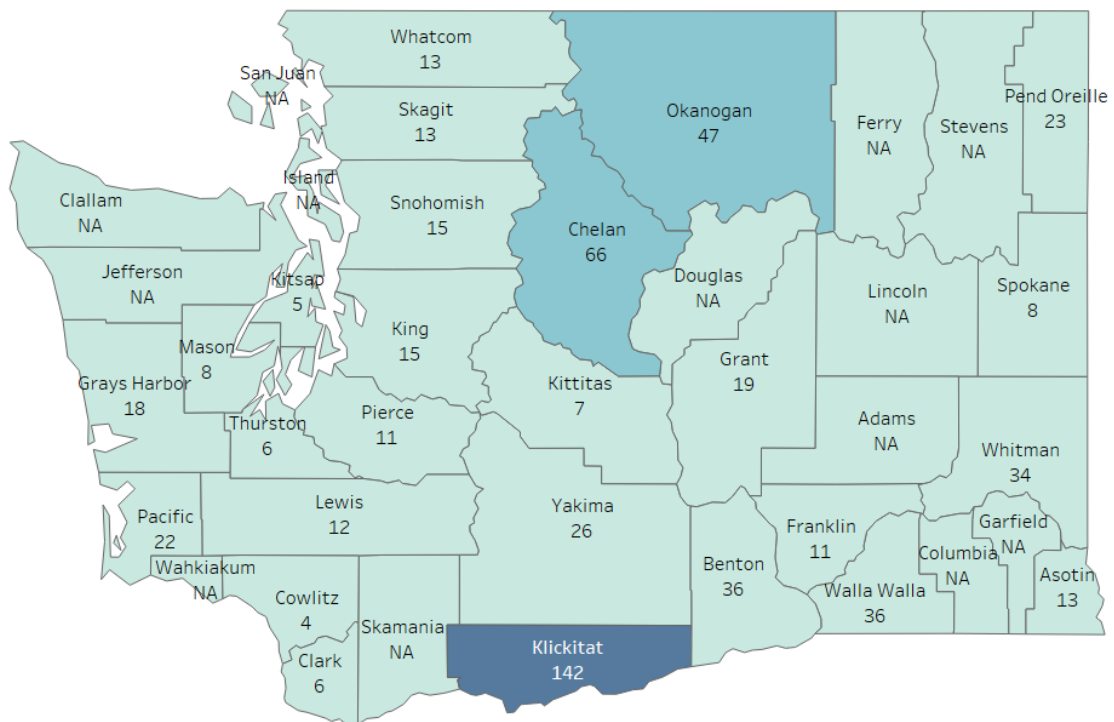 Whatcom
13
San Juan
NA
Skagit
13
Okanogan
47
Ferry
NA
Stevens
NA
Pend Oreille
23
Clallam
NA
Island
NA
Snohomish
15
Chelan
66
Jefferson
NA
Kitsap
5
Douglas
NA
Lincoln
NA
Spokane
8
King
15
Mason
8
Grays Harbor
18
Kittitas
7
Grant
19
Thurston
6
Pierce
11
Adams
NA
Whitman
34
Lewis
12
Yakima
26
Pacific
22
Wahkiakum
NA
Franklin
11
Garfield
NA
Columbia
NA
Benton
36
Walla Walla
36
Asotin
13
Cowlitz
4
Skamania
NA
Clark
6
Klickitat
142